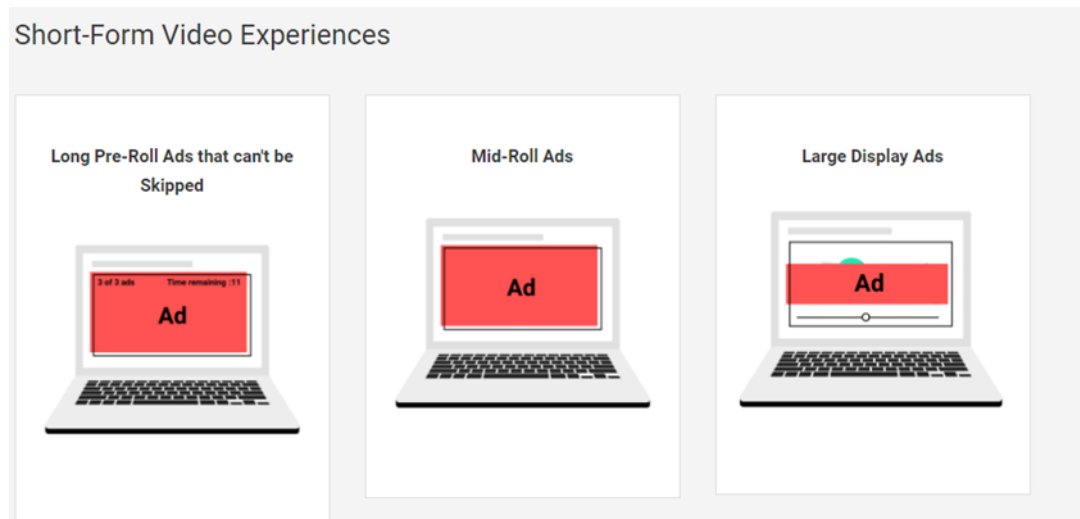 Short-Form Video Experiences
Long Pre-Roll Ads that can't be
Skipped
3 of 3 ads Time remaining :11
Ad
Mid-Roll Ads
Ad
Large Display Ads
Ad